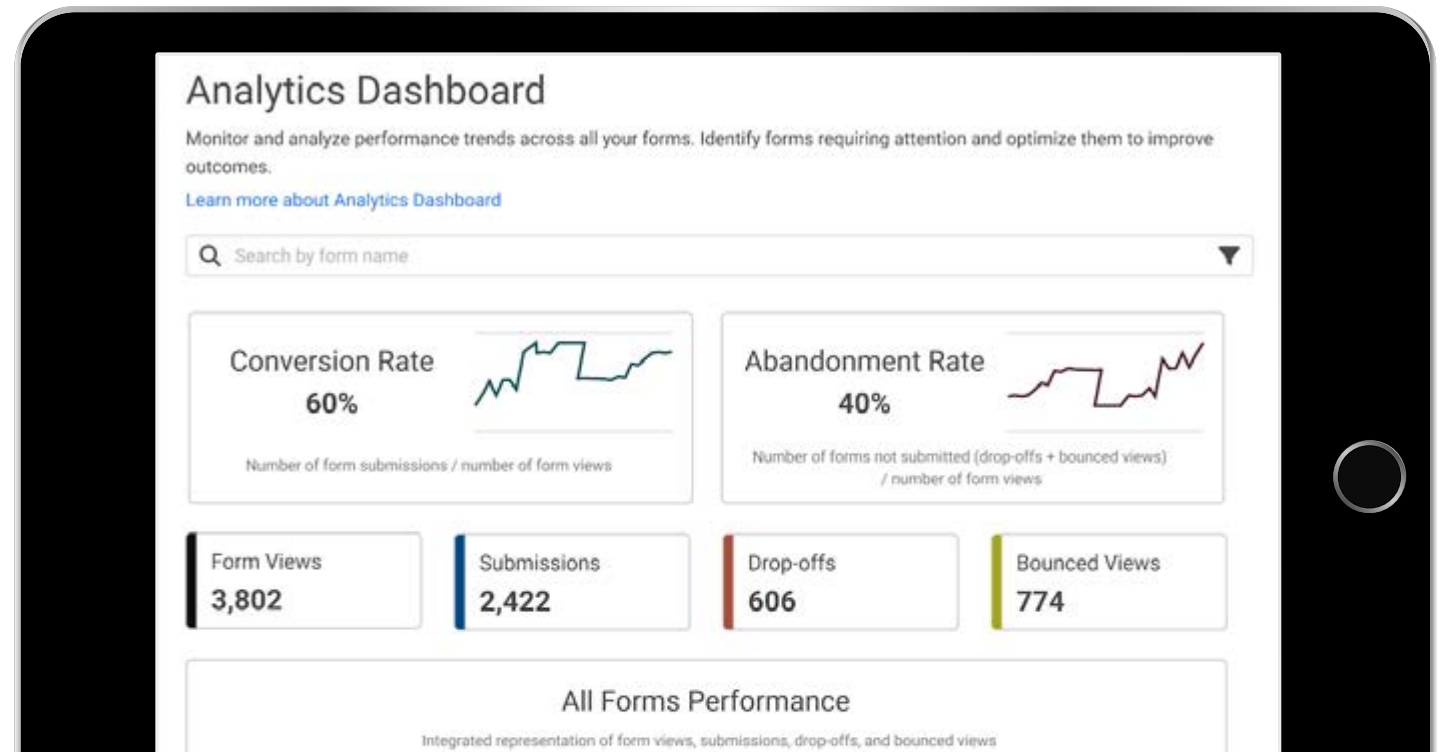 Analytics Dashboard
Monitor and analyze performance trends across all your forms. Identify forms requiring attention and optimize them to improve
outcomes.
Learn more about Analytics Dashboard
Search by form name
Conversion Rate
60%
Number of form submissions / number of form views
Abandonment Rate
40%
Number of forms not submitted (drop-offs + bounced views)
/ number of form views
Form Views
3,802
Submissions
2,422
Drop-offs
606
Bounced Views
774
All Forms Performance
Integrated representation of form views, submissions, drop-offs, and bounced views